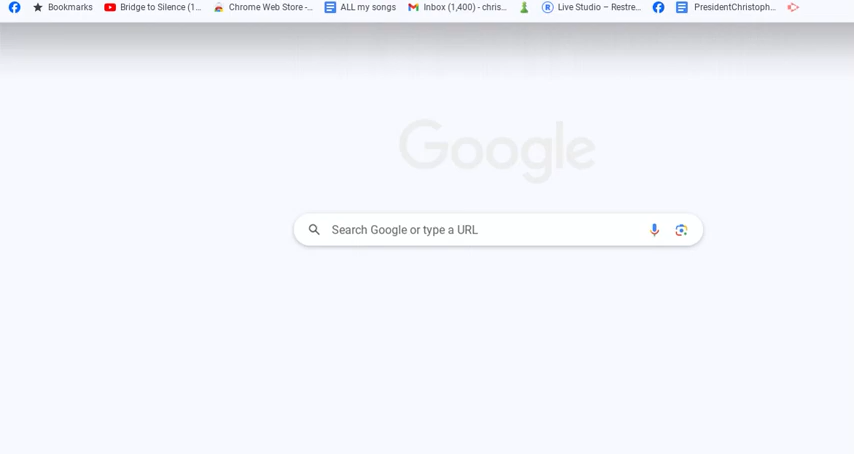 Bookmarks Bridge to Silence (1... Chrome Web Store -... ALL my songs Inbox (1,400) - chris... Live Studio – Restre... PresidentChristoph...
Google
Search Google or type a URL